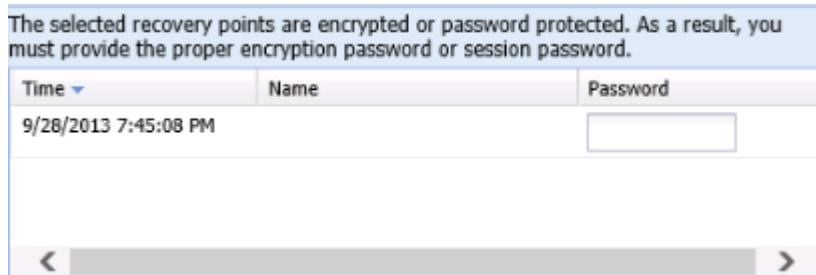 The selected recovery points are encrypted or password protected. As a result, you
must provide the proper encryption password or session password.
Time Name Password
9/28/2013 7:45:08 PM